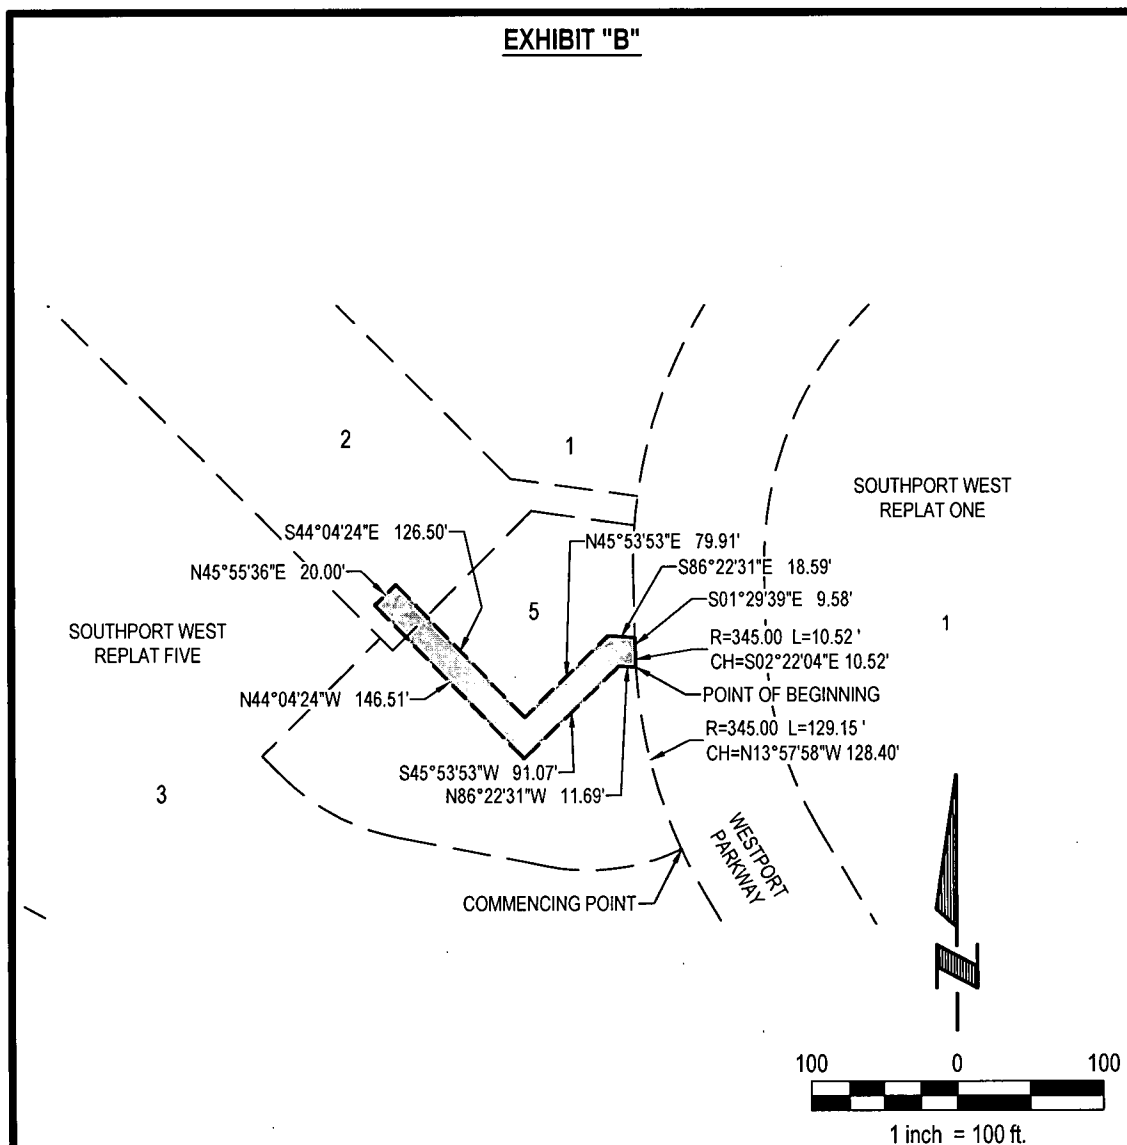 EXHIBIT "B"
2
1
SOUTHPORT WEST
REPLAT ONE
S44°04'24"E 126.50'
N45°53'53"E 79.91'
S86°22'31"E 18.59'
N45°55'36"E 20.00'
S01°29'39"E 9.58'
5
1
SOUTHPORT WEST
REPLAT FIVE
R=345.00 L=10.52 '
CH=S02°22'04"E 10.52'
POINT OF BEGINNING
N44°04'24"W 146.51'
R=345.00 L=129.15 '
CH=N13°57'58"W 128.40'
S45°53'53"W 91.07'
N86°22'31"W 11.69'
3
WESTPORT
PARKWAY
COMMENCING POINT
N
100 0 100
1 inch = 100 ft.